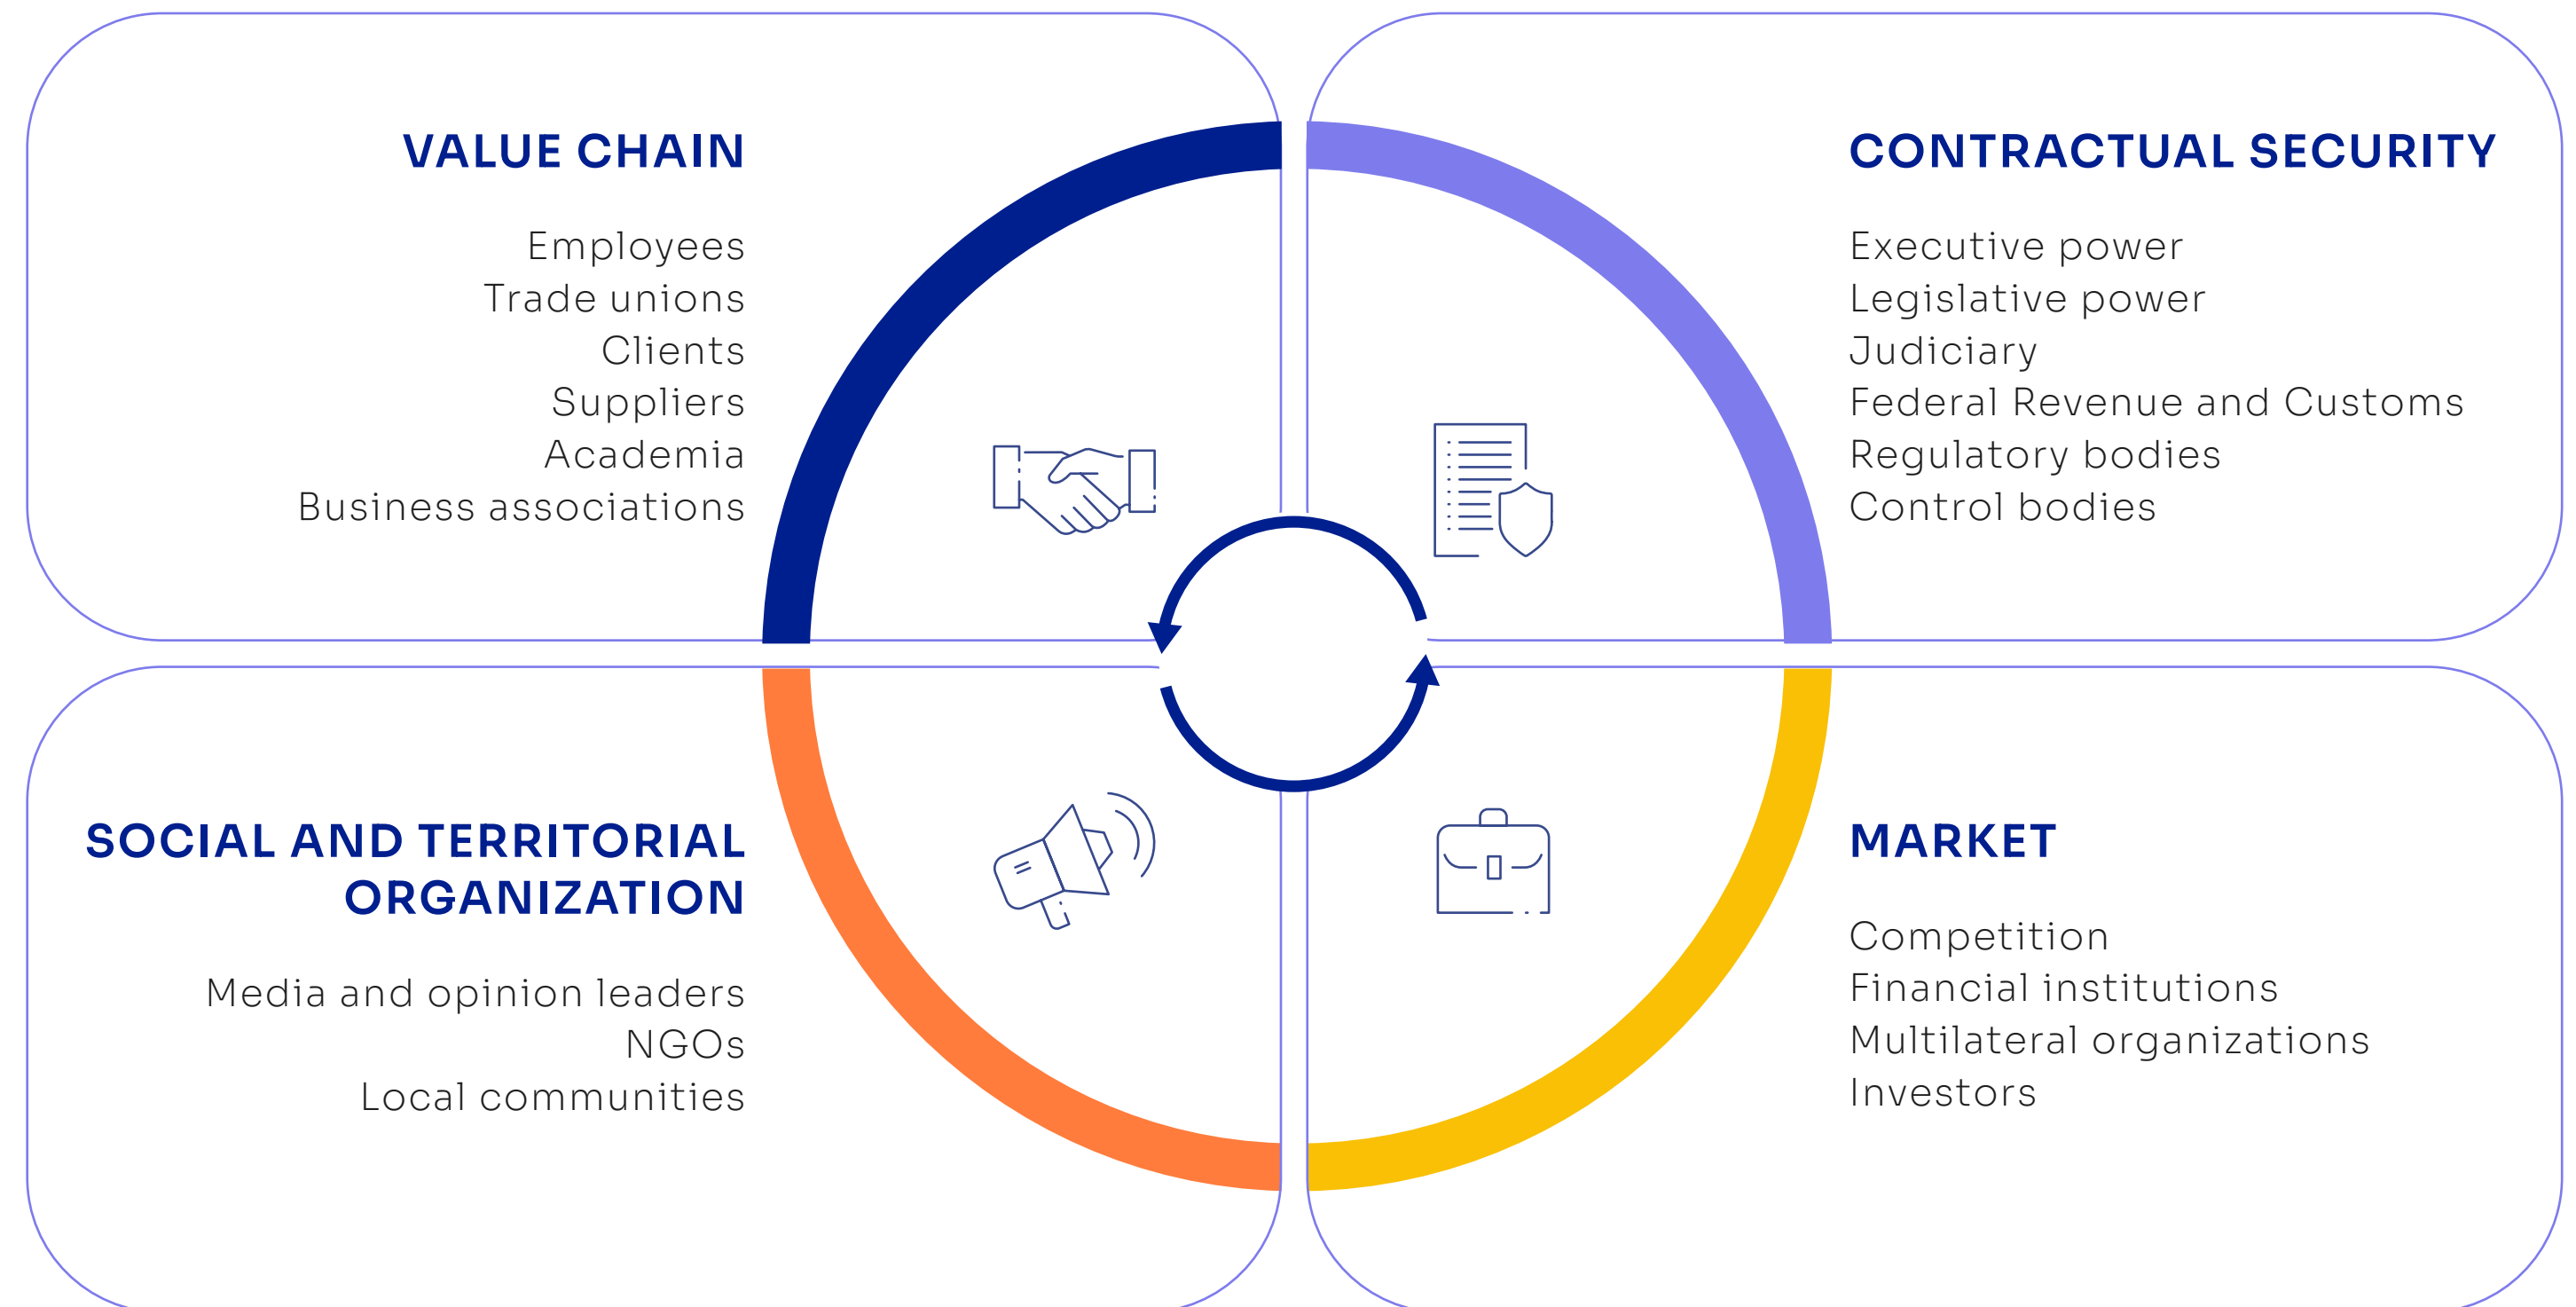 VALUE CHAIN
Employees
Trade unions
Clients
Suppliers
Academia
Business associations
CONTRACTUAL SECURITY
Executive power
Legislative power
Judiciary
Federal Revenue and Customs
Regulatory bodies
Control bodies
SOCIAL AND TERRITORIAL
ORGANIZATION
Media and opinion leaders
NGOs
Local communities
MARKET
Competition
Financial institutions
Multilateral organizations
Investors